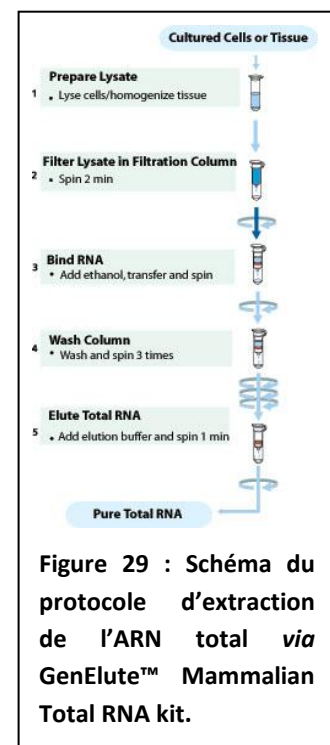 Cultured Cells or Tissue
Prepare Lysate
1 • Lyse cells/homogenize tissue
Filter Lysate in Filtration Column
2 • Spin 2 min
Bind RNA
3 • Add ethanol, transfer and spin
Wash Column
4 • Wash and spin 3 times
Elute Total RNA
5 • Add elution buffer and spin 1 min
Pure Total RNA
Figure 29 : Schéma du
protocole d’extraction
de l’ARN total via
GenElute™ Mammalian
Total RNA kit.